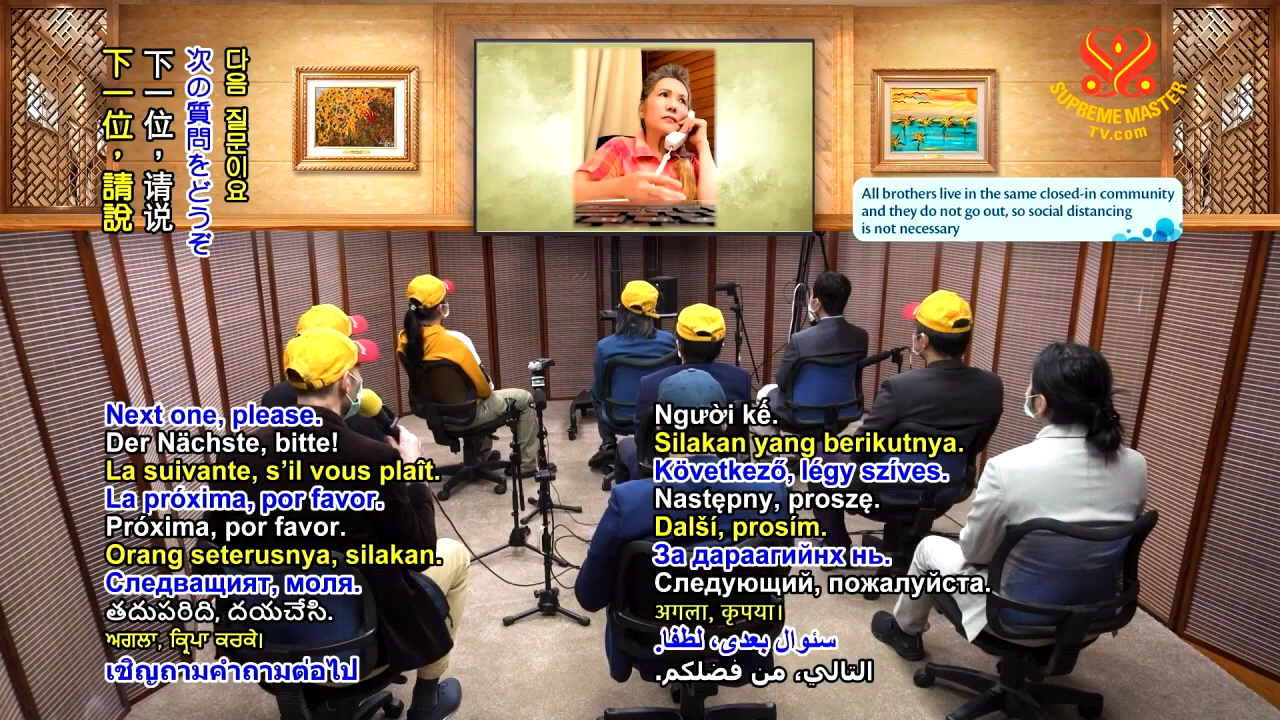 下一位，請說
下一位，请说
次の質問をどうぞ
다음 질문이요
SUPREME MASTER
TV.com
All brothers live in the same closed-in community
and they do not go out, so social distancing
is not necessary
Next one, please.
Der Nächste, bitte!
La suivante, s’il vous plaît.
La próxima, por favor.
Próxima, por favor.
Orang seterusnya, silakan.
Следващият, моля.
తదుపరిది, దయచేసి.
ਅਗਲਾ, ਕ੍ਰਿਪਾ ਕਰਕੇ।
เชิญถามคำถามต่อไป
Người kế.
Silakan yang berikutnya.
Következő, légy szíves.
Następny, proszę.
Další, prosím.
За дараагийнх нь.
Следующий, пожалуйста.
अगला, कृपया।
سئوال بعدی، لطفا.
التالي، من فضلكم.